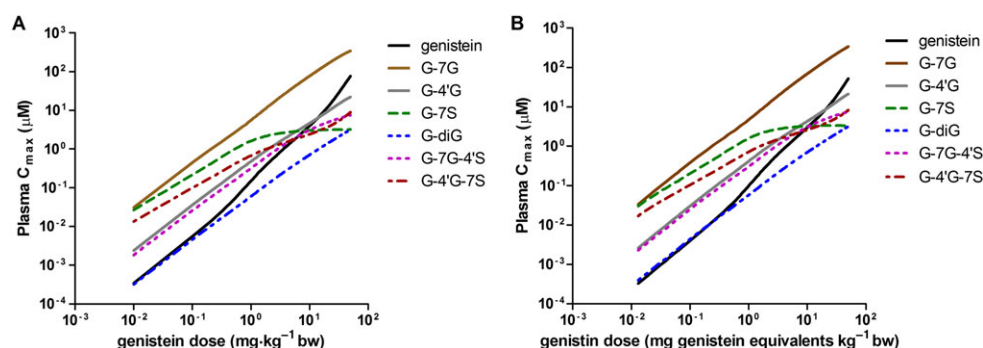 A
Plasma Cmax (μM)
10³
10²
10¹
10⁰
10⁻¹
10⁻²
10⁻³
10⁻⁴
10⁻³
10⁻²
10⁻¹
10⁰
10¹
10²
genistein dose (mg·kg⁻¹ bw)
genistein
G-7G
G-4'G
G-7S
G-diG
G-7G-4'S
G-4'G-7S
B
Plasma Cmax (μM)
10³
10²
10¹
10⁰
10⁻¹
10⁻²
10⁻³
10⁻⁴
10⁻³
10⁻²
10⁻¹
10⁰
10¹
10²
genistin dose (mg genistein equivalents kg⁻¹ bw)
genistein
G-7G
G-4'G
G-7S
G-diG
G-7G-4'S
G-4'G-7S